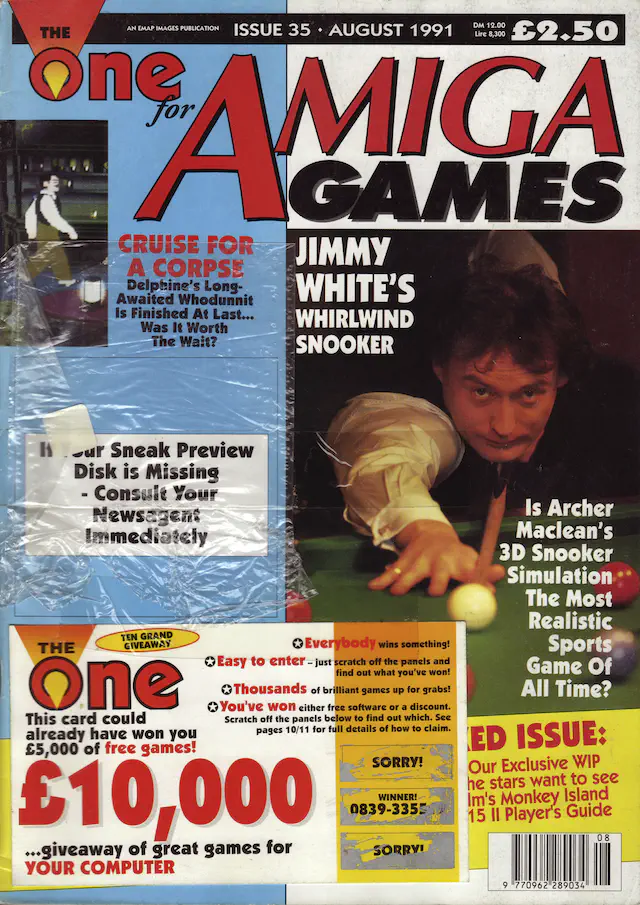 THE
One
for
AN EMAP IMAGES PUBLICATION
ISSUE 35 · AUGUST 1991
DM 12.00
Lire 8,300
£2.50
AMIGA
GAMES
CRUISE FOR
A CORPSE
Delphine's Long-
Awaited Whodunnit
Is Finished At Last...
Was It Worth
The Wait?
JIMMY
WHITE'S
WHIRLWIND
SNOOKER
Sneak Preview
Disk is Missing
- Consult Your
Newsagent
Immediately
Is Archer
Maclean's
3D Snooker
Simulation
The Most
Realistic
Sports
Game Of
All Time?
THE
One
TEN GRAND
GIVEAWAY
This card could
already have won you
£5,000 of free games!
£10,000
...giveaway of great games for
YOUR COMPUTER
Everybody wins something!
Easy to enter – just scratch off the panels and
find out what you've won!
Thousands of brilliant games up for grabs!
You've won either free software or a discount.
Scratch off the panels below to find out which. See
pages 10/11 for full details of how to claim.
SORRY!
WINNER!
0839-335
SORRY!
ISSUE:
Our Exclusive WIP
stars want to see
Monkey Island
15 II Player's Guide
08
9 770962 289034